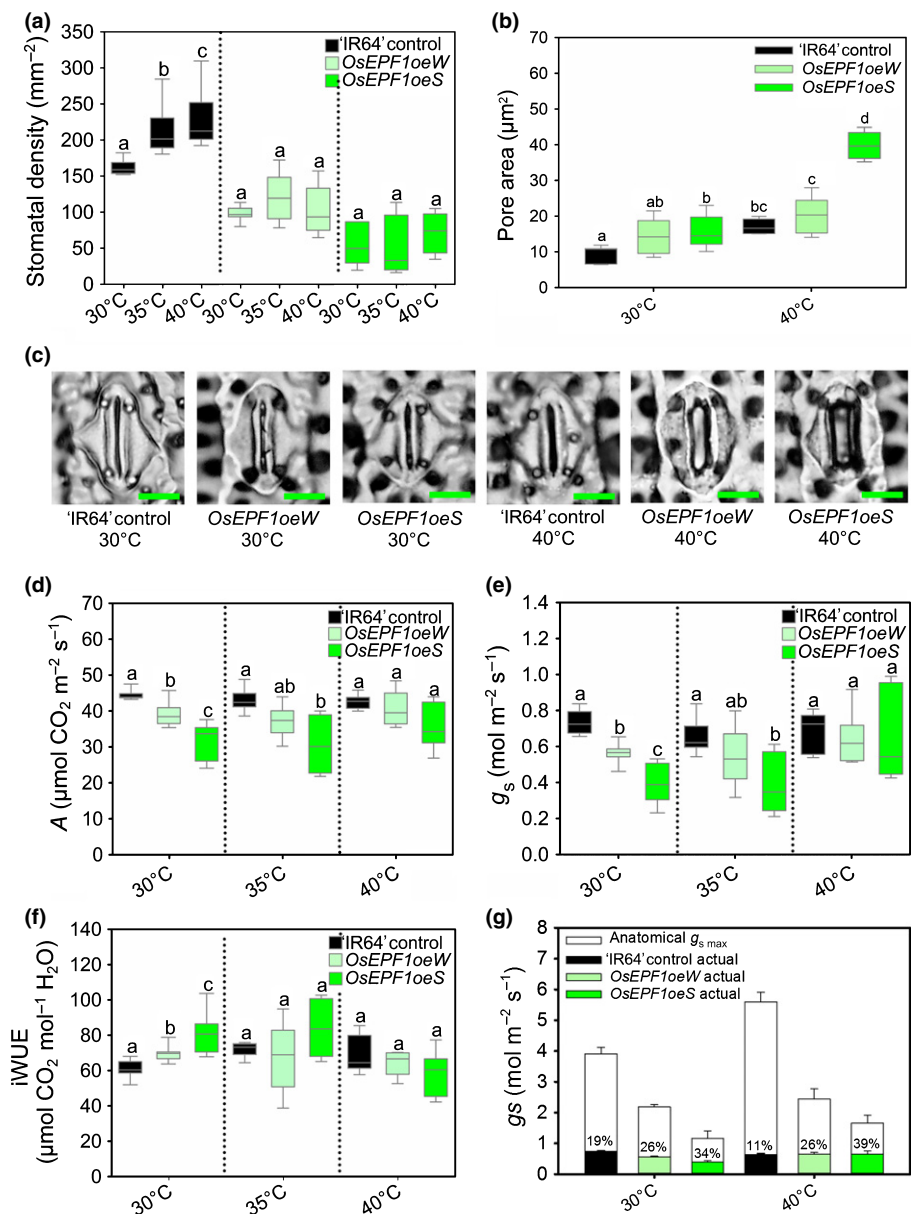 (a)
Stomatal density (mm−2)
350
300
250
200
150
100
50
0
'IR64' control
OsEPF1oeW
OsEPF1oeS
a
b
c
a
a
a
a
a
a
30°C
35°C
40°C
30°C
35°C
40°C
30°C
35°C
40°C
(b)
Pore area (µm2)
70
60
50
40
30
20
10
0
'IR64' control
OsEPF1oeW
OsEPF1oeS
a
ab
b
bc
c
d
30°C
40°C
(c)
'IR64' control
30°C
OsEPF1oeW
30°C
OsEPF1oeS
30°C
'IR64' control
40°C
OsEPF1oeW
40°C
OsEPF1oeS
40°C
(d)
A (µmol CO2 m−2 s−1)
70
60
50
40
30
20
10
0
'IR64' control
OsEPF1oeW
OsEPF1oeS
a
b
c
a
ab
b
a
a
a
30°C
35°C
40°C
(e)
gs (mol m−2 s−1)
1.4
1.2
1.0
0.8
0.6
0.4
0.2
0.0
'IR64' control
OsEPF1oeW
OsEPF1oeS
a
b
c
a
ab
b
a
a
a
30°C
35°C
40°C
(f)
iWUE
(µmol CO2 mol−1 H2O)
140
120
100
80
60
40
20
0
'IR64' control
OsEPF1oeW
OsEPF1oeS
a
b
c
a
a
a
a
a
a
30°C
35°C
40°C
(g)
gs (mol m−2 s−1)
8
7
6
5
4
3
2
1
0
Anatomical gs max
'IR64' control actual
OsEPF1oeW actual
OsEPF1oeS actual
19%
26%
34%
11%
26%
39%
30°C
40°C